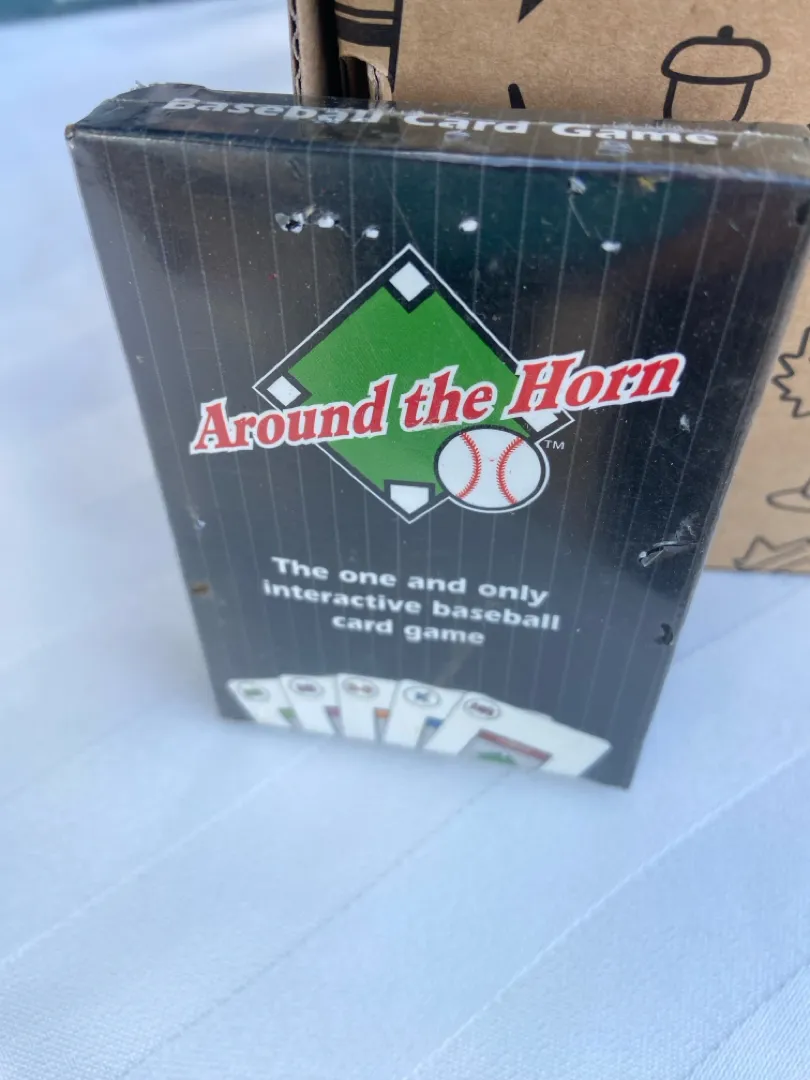 Baseball Card Game
Around the Horn
TM
The one and only
interactive baseball
card game